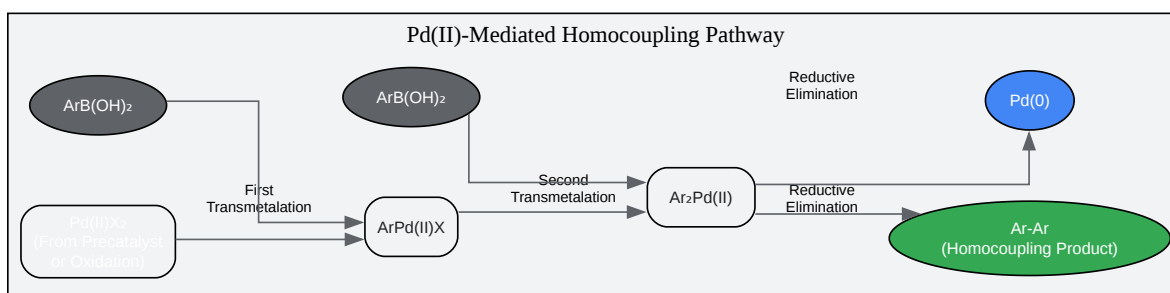 Pd(II)-Mediated Homocoupling Pathway
ArB(OH)₂
ArB(OH)₂
Reductive
Elimination
Pd(0)
First
Transmetalation
Second
Transmetalation
Pd(II)X₂
(From Precatalyst
or Oxidation)
ArPd(II)X
Ar₂Pd(II)
Reductive
Elimination
Ar-Ar
(Homocoupling Product)